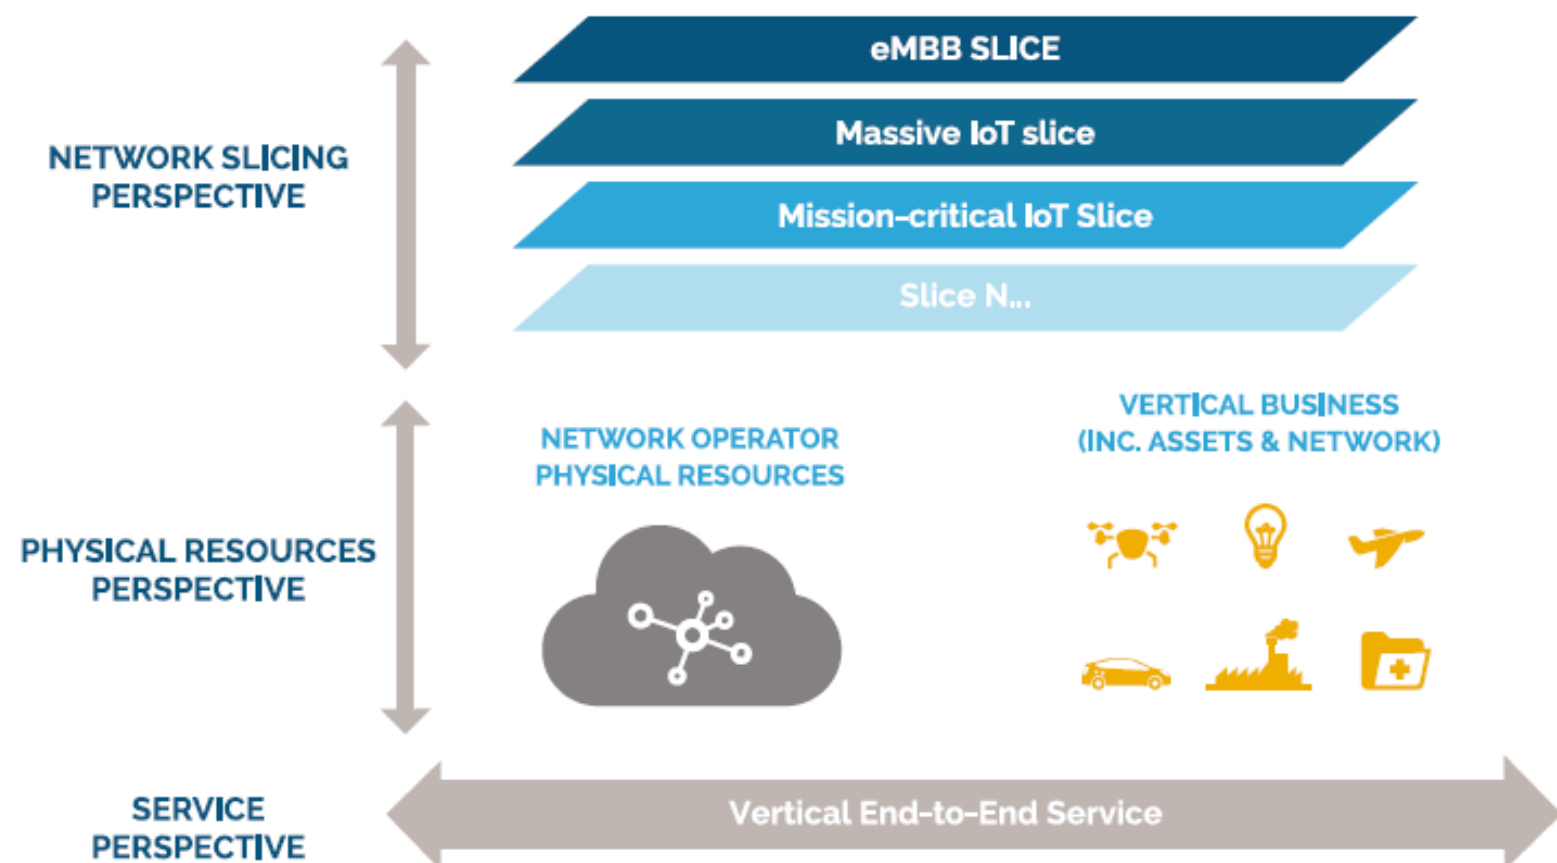 eMBB SLICE
Massive IoT slice
NETWORK SLICING
PERSPECTIVE
Mission-critical IoT Slice
Slice N...
VERTICAL BUSINESS
(INC. ASSETS & NETWORK)
NETWORK OPERATOR
PHYSICAL RESOURCES
PHYSICAL RESOURCES
PERSPECTIVE
SERVICE
PERSPECTIVE
Vertical End-to-End Service